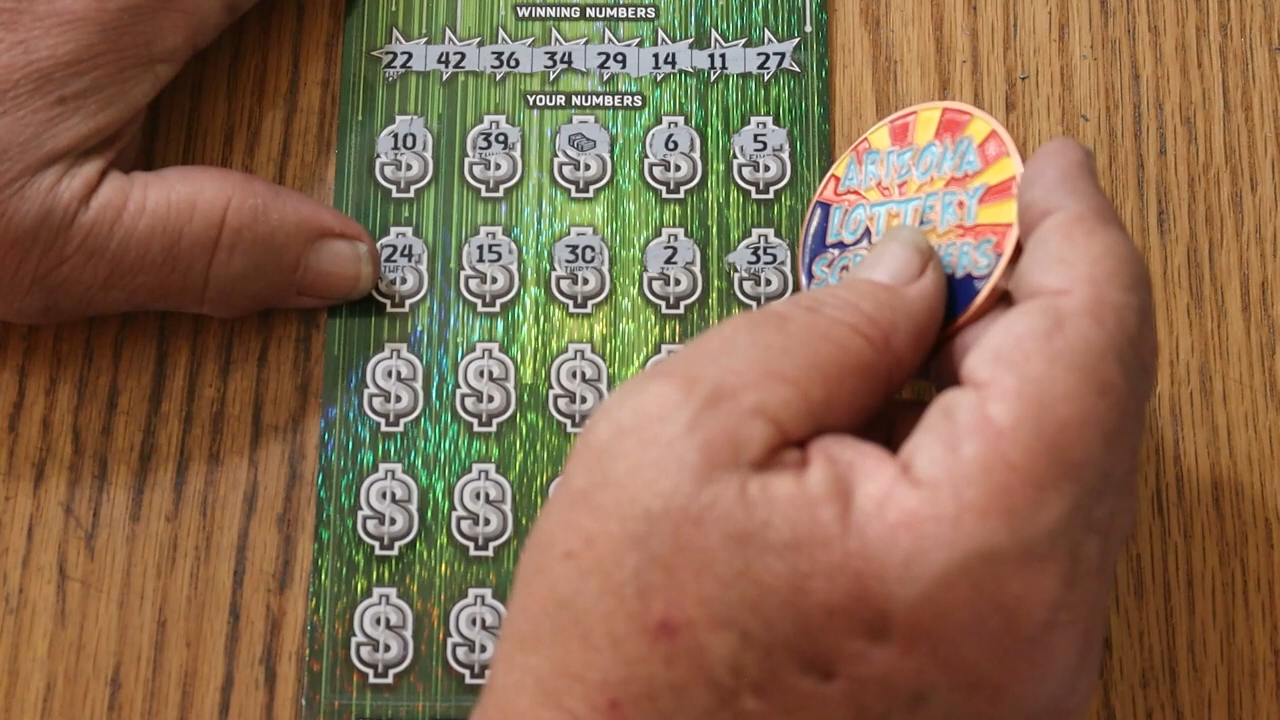 WINNING NUMBERS
22 42 36 34 29 14 11 27
YOUR NUMBERS
10 39 6 5
24 15 30 2 35
ARIZONA
LOTTERY